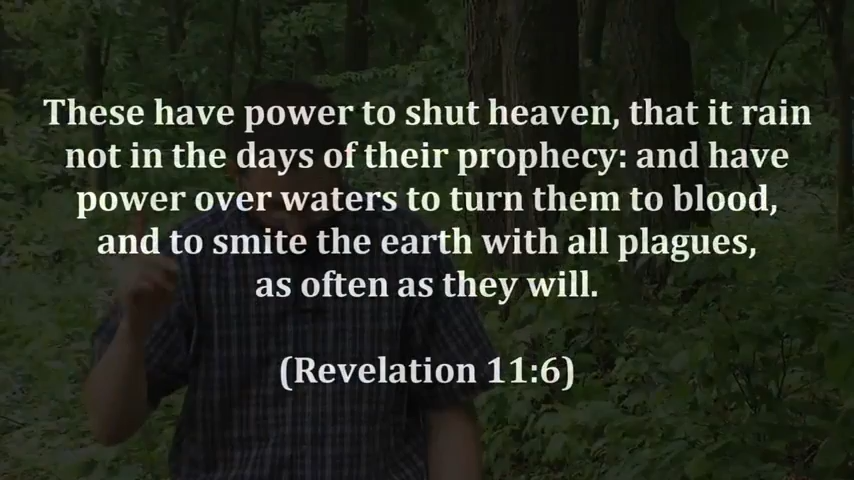 These have power to shut heaven, that it rain
not in the days of their prophecy: and have
power over waters to turn them to blood,
and to smite the earth with all plagues,
as often as they will.
(Revelation 11:6)